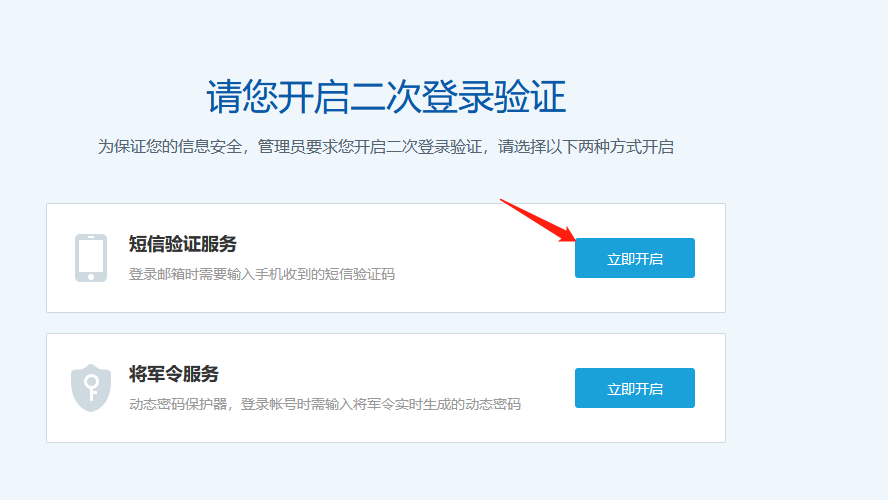 请您开启二次登录验证
为保证您的信息安全，管理员要求您开启二次登录验证，请选择以下两种方式开启
短信验证服务
登录邮箱时需要输入手机收到的短信验证码
立即开启
将军令服务
动态密码保护器，登录帐号时需输入将军令实时生成的动态密码
立即开启